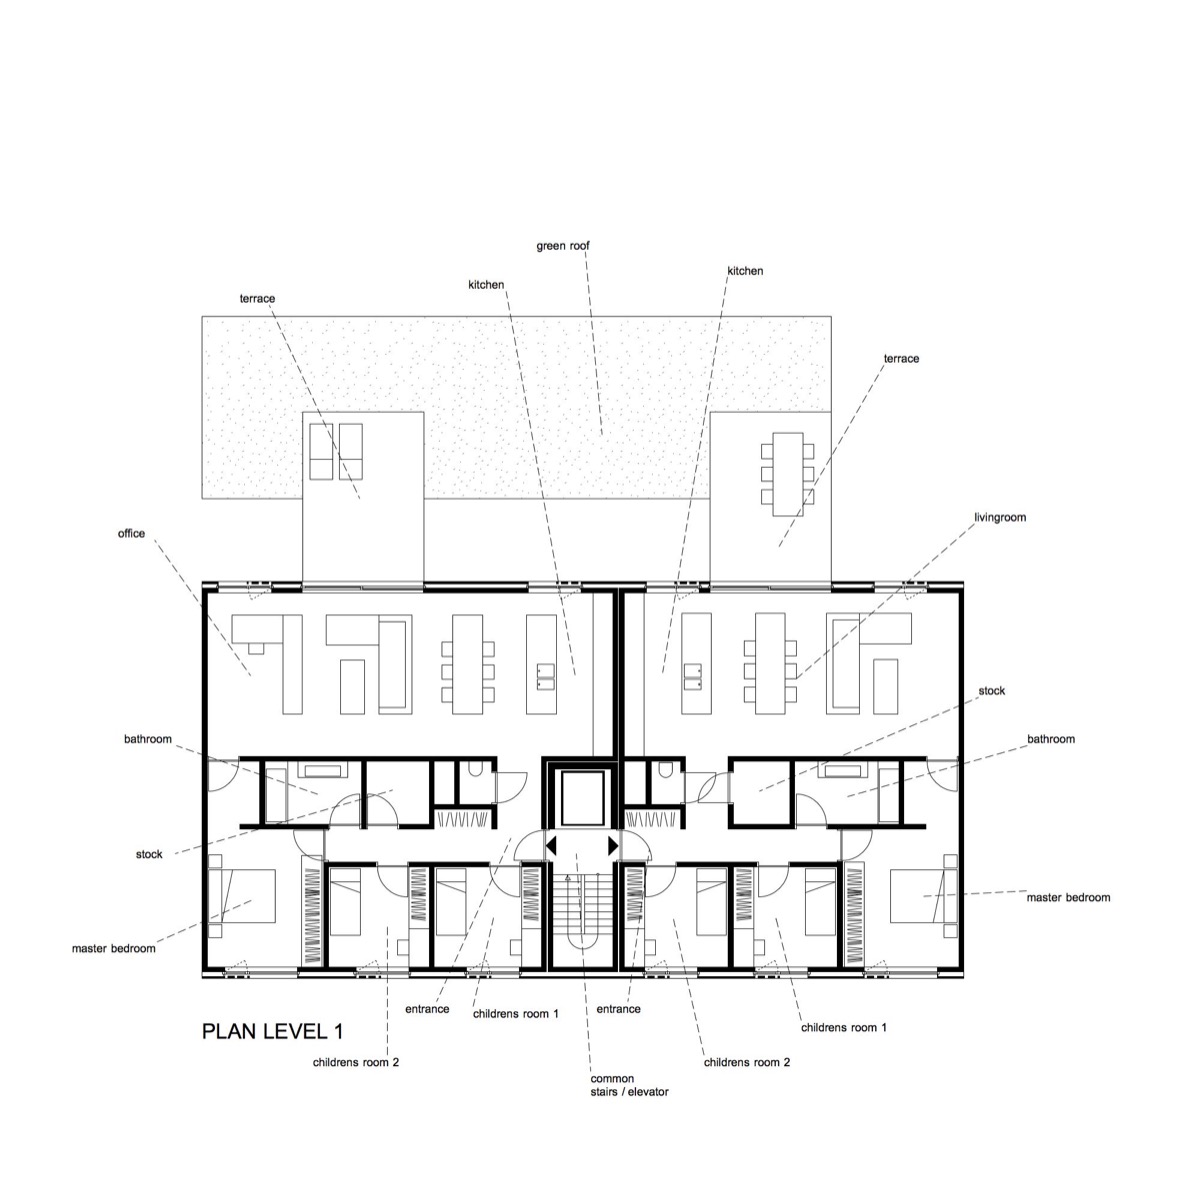 green roof
kitchen
kitchen
terrace
terrace
livingroom
office
stock
bathroom
bathroom
stock
master bedroom
master bedroom
entrance
childrens room 1
entrance
childrens room 1
PLAN LEVEL 1
childrens room 2
childrens room 2
common
stairs / elevator